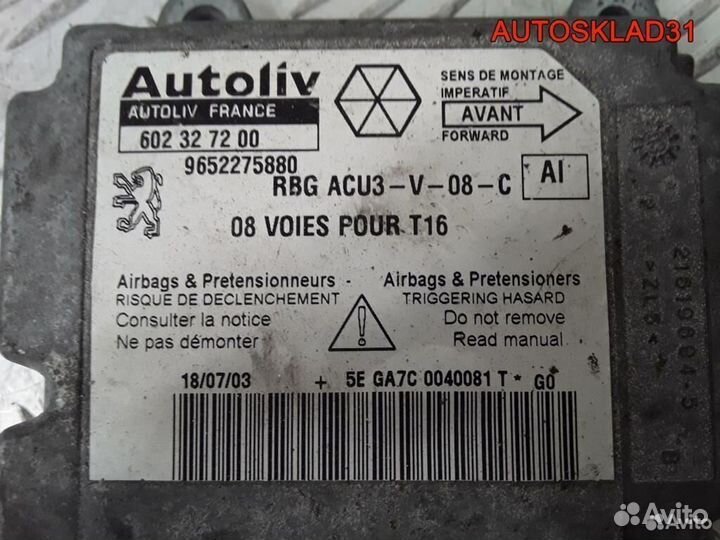 AUTOSKLAD31
Autoliv
AUTOLIV FRANCE
602 32 72 00
9652275880
SENS DE MONTAGE
IMPERATIF
AVANT
FORWARD
RBG ACU3-V-08-C
AI
08 VOIES POUR T16
Airbags & Pretensionneurs -
RISQUE DE DECLENCHEMENT
Consulter la notice
Ne pas démonter
Airbags & Pretensioners
TRIGGERING HASARD
Do not remove
Read manual
18/07/03 + 5E GA7C 0040081 T * G0
>ZL5<
Avito
Avito